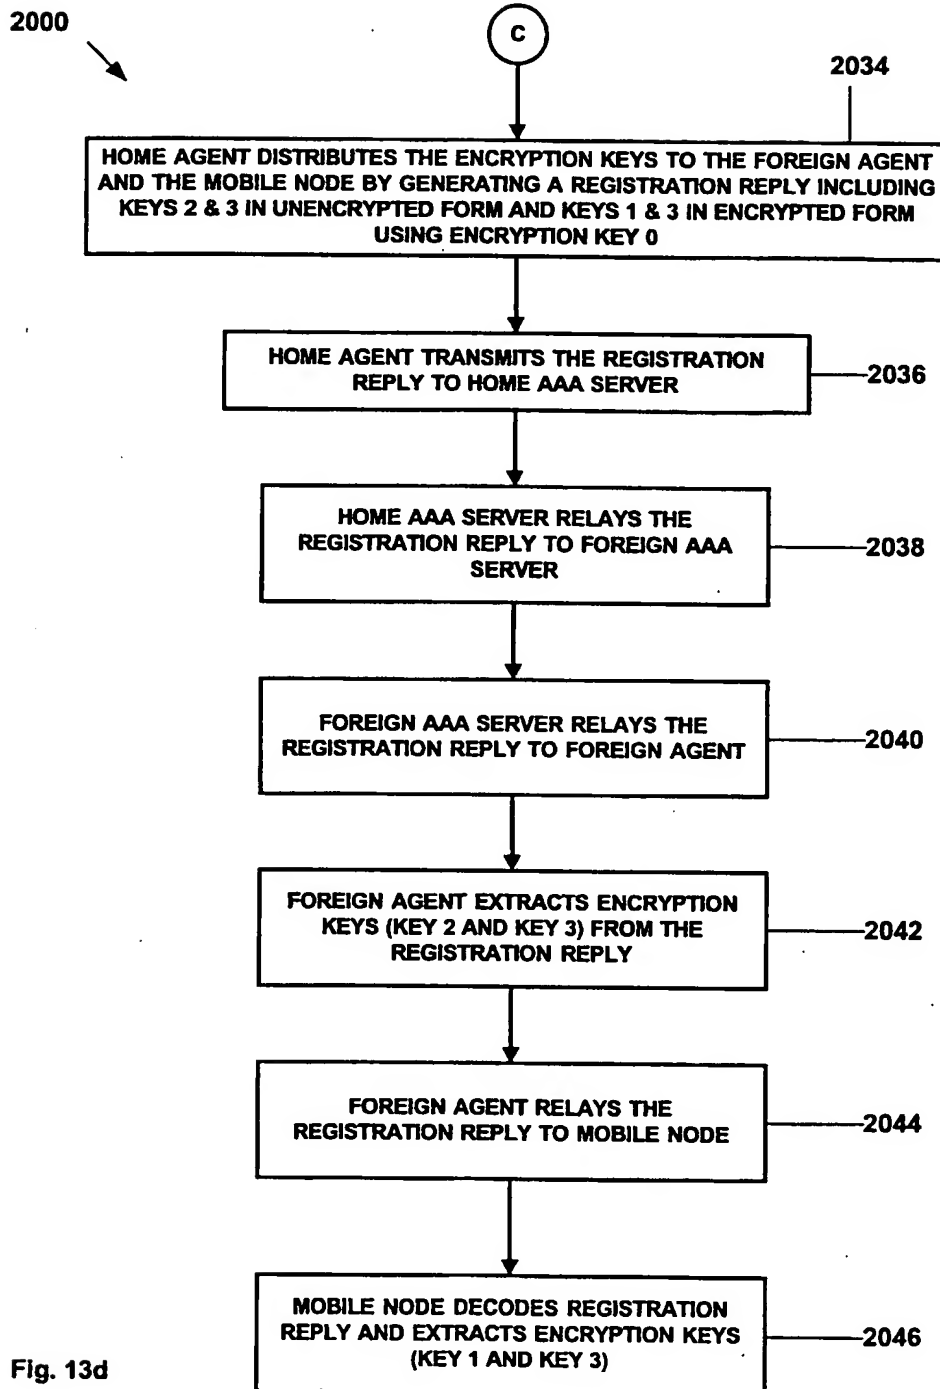 2000
C
2034
HOME AGENT DISTRIBUTES THE ENCRYPTION KEYS TO THE FOREIGN AGENT
AND THE MOBILE NODE BY GENERATING A REGISTRATION REPLY INCLUDING
KEYS 2 & 3 IN UNENCRYPTED FORM AND KEYS 1 & 3 IN ENCRYPTED FORM
USING ENCRYPTION KEY 0
HOME AGENT TRANSMITS THE REGISTRATION
REPLY TO HOME AAA SERVER
2036
HOME AAA SERVER RELAYS THE
REGISTRATION REPLY TO FOREIGN AAA
SERVER
2038
FOREIGN AAA SERVER RELAYS THE
REGISTRATION REPLY TO FOREIGN AGENT
2040
FOREIGN AGENT EXTRACTS ENCRYPTION
KEYS (KEY 2 AND KEY 3) FROM THE
REGISTRATION REPLY
2042
FOREIGN AGENT RELAYS THE
REGISTRATION REPLY TO MOBILE NODE
2044
MOBILE NODE DECODES REGISTRATION
REPLY AND EXTRACTS ENCRYPTION KEYS
(KEY 1 AND KEY 3)
2046
Fig. 13d